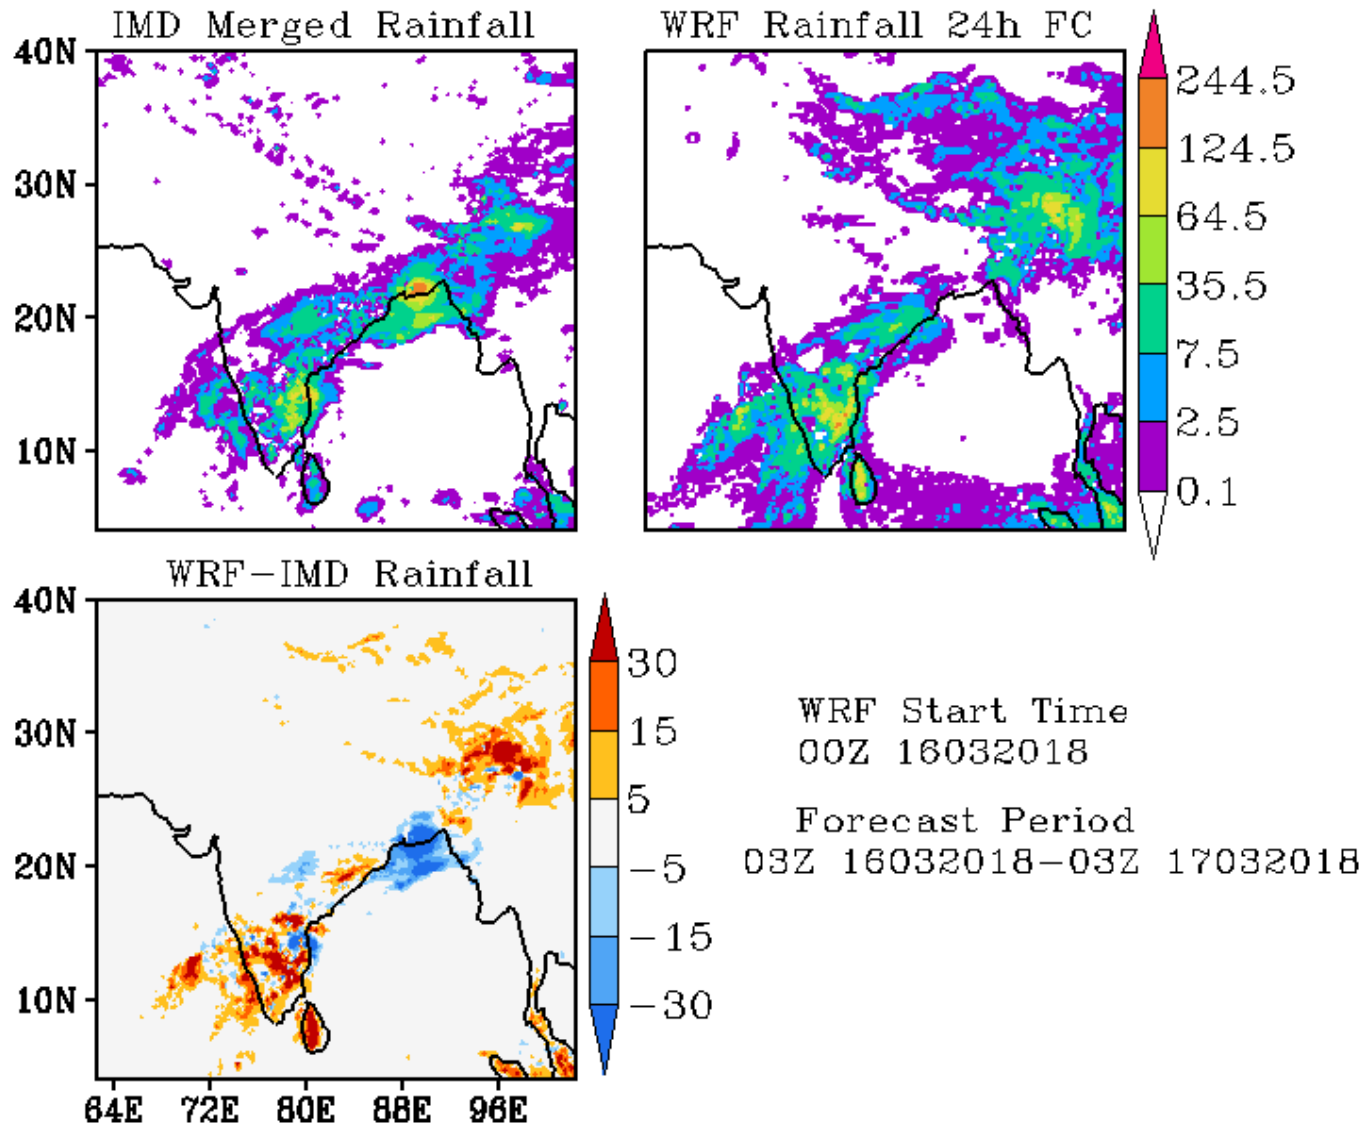 IMD Merged Rainfall
WRF Rainfall 24h FC
40N
30N
20N
10N
244.5
124.5
64.5
35.5
7.5
2.5
0.1
WRF-IMD Rainfall
40N
30N
20N
10N
64E 72E 80E 88E 96E
30
15
5
-5
-15
-30
WRF Start Time
00Z 16032018
Forecast Period
03Z 16032018-03Z 17032018